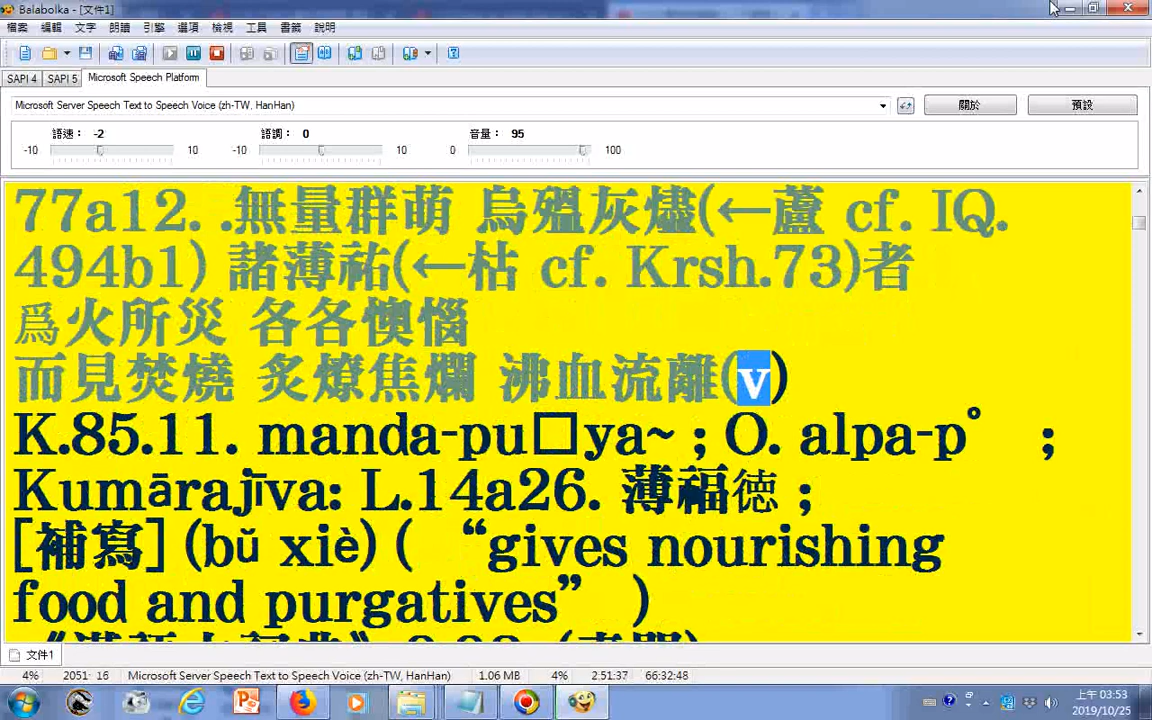 Balabolka - [文件1]
檔案 編輯 文字 朗讀 引擎 選項 檢視 工具 書籤 說明
SAPI 4 SAPI 5 Microsoft Speech Platform
Microsoft Server Speech Text to Speech Voice (zh-TW, HanHan) 關於 預設
語速： -2 語調： 0 音量： 95
-10 10 -10 10 0 100
77a12. .無量群萌 烏殟灰燼(←蘆 cf. IQ.
494b1) 諸薄祐(←枯 cf. Krsh.73)者
爲火所災 各各懊惱
而見焚燒 炙燎焦爛 沸血流離(v)
K.85.11. manda-pu□ya~ ; O. alpa-p° ；
Kumārajīva: L.14a26. 薄福徳；
[補寫] (bŭ xiè) ( “gives nourishing
food and purgatives” )
文件1
4% 2051: 16 Microsoft Server Speech Text to Speech Voice (zh-TW, HanHan) 1.06 MB 4% 2:51:37 66:32:48
上午 03:53
2019/10/25